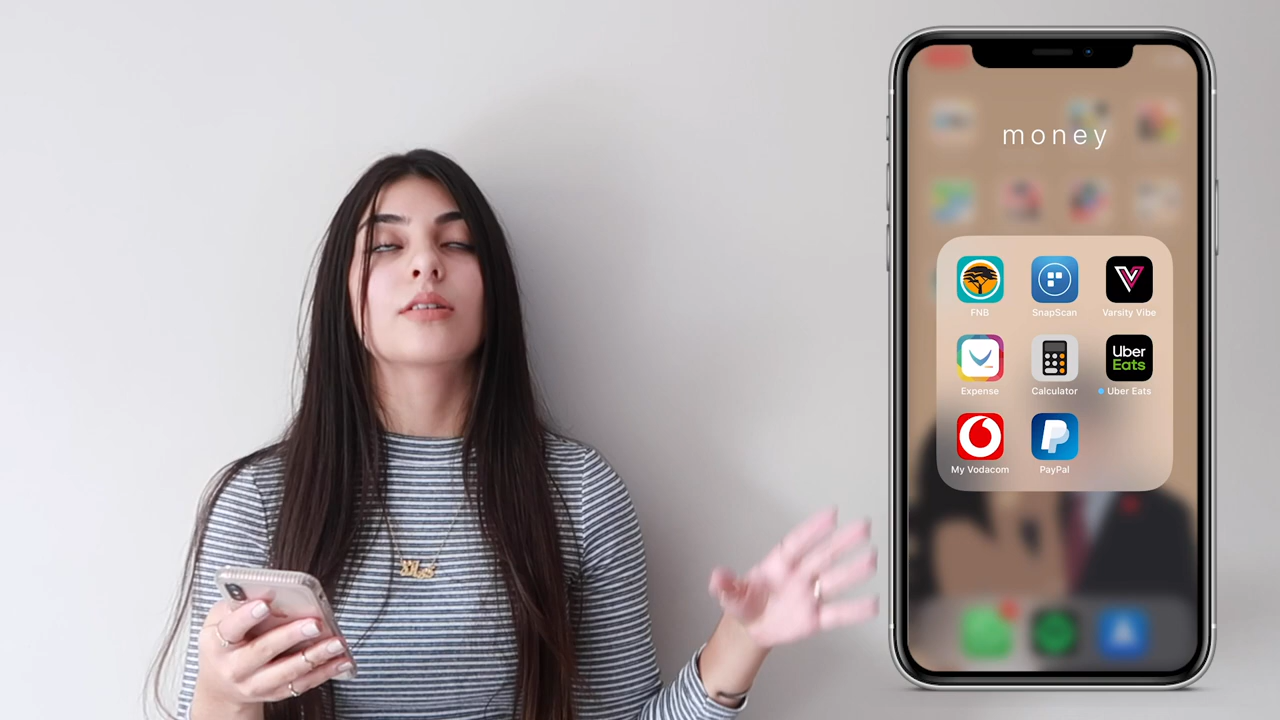 money
FNB
SnapScan
Varsity Vibe
Expense
Calculator
Uber
Eats
Uber Eats
My Vodacom
PayPal